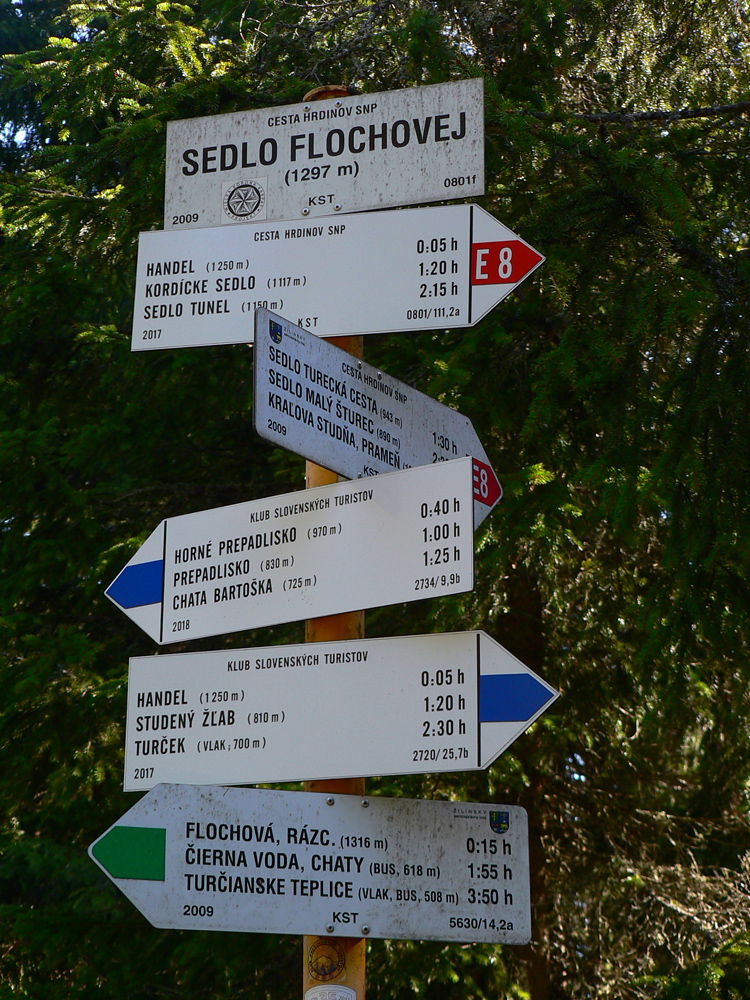 CESTA HRDINOV SNP
SEDLO FLOCHOVEJ
(1297 m)
2009 KST 0801f
CESTA HRDINOV SNP
HANDEL (1250 m) 0:05 h
KORDÍCKE SEDLO (1117 m) 1:20 h
SEDLO TUNEL (1150 m) 2:15 h
2017 KST 0801/111,2a
E 8
CESTA HRDINOV SNP
SEDLO TURECKÁ CESTA (943 m) 1:30 h
SEDLO MALÝ ŠTUREC (890 m)
KRÁĽOVA STUDŇA, PRAMEŇ
2009 KST
E8
KLUB SLOVENSKÝCH TURISTOV
HORNÉ PREPADLISKO (970 m) 0:40 h
PREPADLISKO (830 m) 1:00 h
CHATA BARTOŠKA (725 m) 1:25 h
2018 2734/9,9b
KLUB SLOVENSKÝCH TURISTOV
HANDEL (1250 m) 0:05 h
STUDENÝ ŽĽAB (810 m) 1:20 h
TURČEK (VLAK; 700 m) 2:30 h
2017 2720/25,7b
ŽILINSKÝ
FLOCHOVÁ, RÁZC. (1316 m) 0:15 h
ČIERNA VODA, CHATY (BUS, 618 m) 1:55 h
TURČIANSKE TEPLICE (VLAK, BUS, 508 m) 3:50 h
2009 KST 5630/14,2a